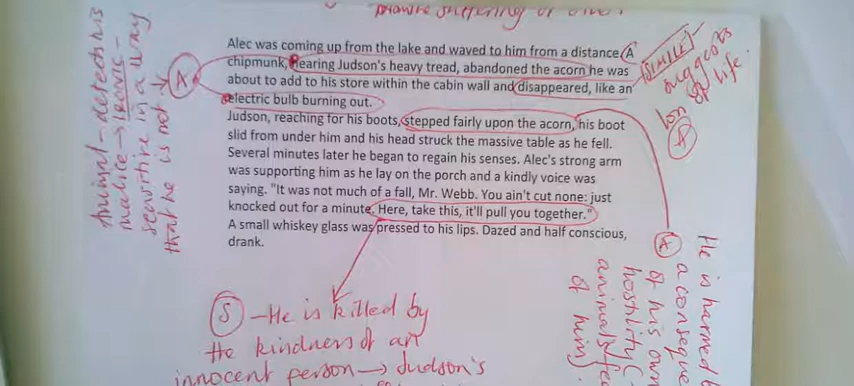 suffering of
Alec was coming up from the lake and waved to him from a distance. A
chipmunk, hearing Judson's heavy tread, abandoned the acorn he was
about to add to his store within the cabin wall and disappeared, like an
electric bulb burning out.
Judson, reaching for his boots, stepped fairly upon the acorn, his boot
slid from under him and his head struck the massive table as he fell.
Several minutes later he began to regain his senses. Alec's strong arm
was supporting him as he lay on the porch and a kindly voice was
saying. "It was not much of a fall, Mr. Webb. You ain't cut none: just
knocked out for a minute. Here, take this, it'll pull you together."
A small whiskey glass was pressed to his lips. Dazed and half conscious,
drank.
Animal - detects his
malice → ironic -
sensitive in a way
that he is not →
A
SIMILE -
suggests
loss of life.
A
A
He is harmed
a conseque
of his own
hostility (-
animals fea
of him.
S - He is killed by
the kindness of an
innocent person → Judson's